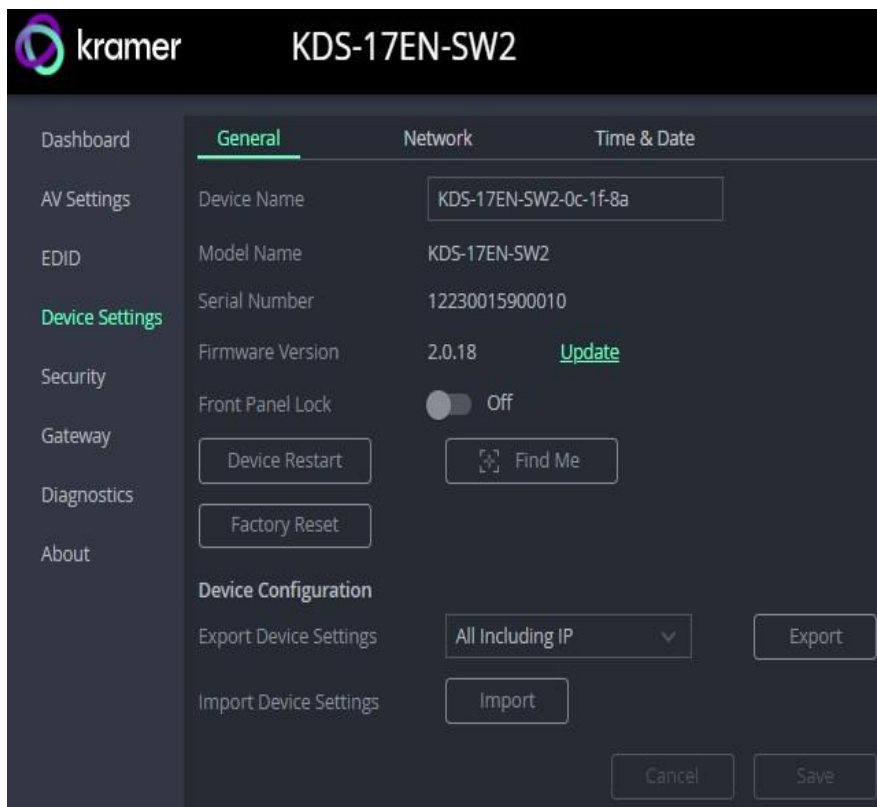 kramer KDS-17EN-SW2
Dashboard
AV Settings
EDID
Device Settings
Security
Gateway
Diagnostics
About
General Network Time & Date
Device Name KDS-17EN-SW2-0c-1f-8a
Model Name KDS-17EN-SW2
Serial Number 12230015900010
Firmware Version 2.0.18 Update
Front Panel Lock Off
Device Restart Find Me
Factory Reset
Device Configuration
Export Device Settings All Including IP Export
Import Device Settings Import
Cancel Save